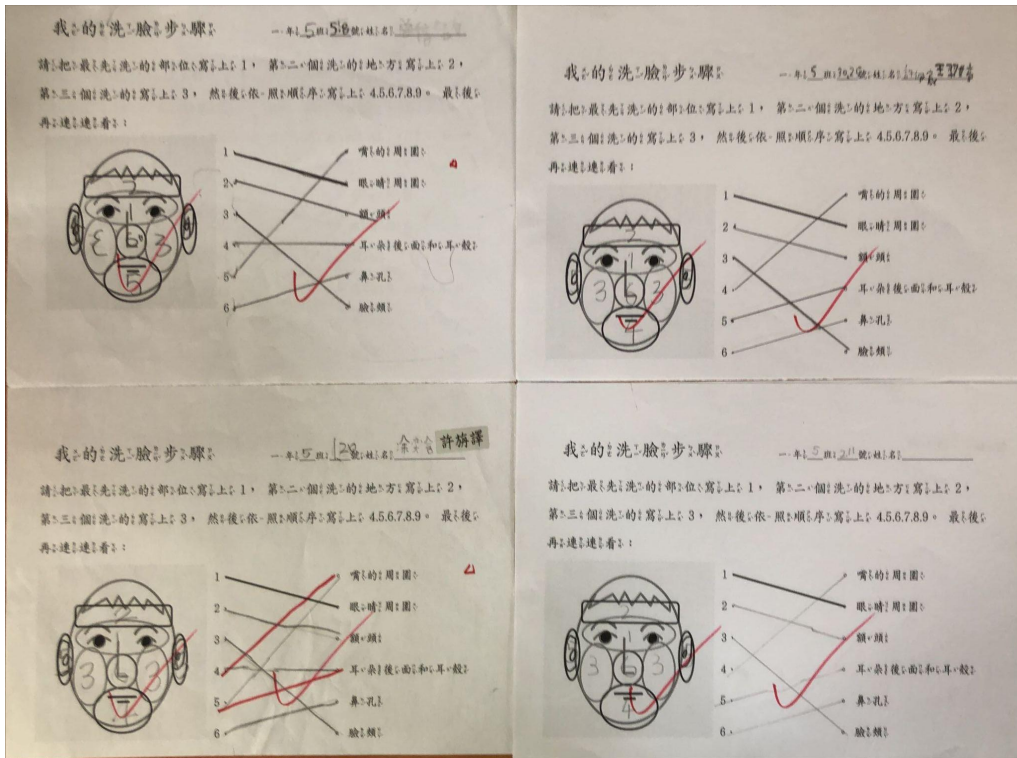 我的洗臉步驟 一年5班 號姓名
請把最先洗的部位寫上1, 第二個洗的地方寫上2,
第三個洗的寫上3, 然後依照順序寫上4.5.6.7.8.9。 最後
再連連看:
1 嘴的周圍
2 眼睛周圍
3 額頭
4 耳朵後面和耳殼
5 鼻孔
6 臉頰
2
3 6 3
5
我的洗臉步驟 一年5班 號姓名
請把最先洗的部位寫上1, 第二個洗的地方寫上2,
第三個洗的寫上3, 然後依照順序寫上4.5.6.7.8.9。 最後
再連連看:
1 嘴的周圍
2 眼睛周圍
3 額頭
4 耳朵後面和耳殼
5 鼻孔
6 臉頰
2
1
3 6 3
4
我的洗臉步驟 一年5班 號姓名 許旃譯
請把最先洗的部位寫上1, 第二個洗的地方寫上2,
第三個洗的寫上3, 然後依照順序寫上4.5.6.7.8.9。 最後
再連連看:
1 嘴的周圍
2 眼睛周圍
3 額頭
4 耳朵後面和耳殼
5 鼻孔
6 臉頰
2
3 3
4
我的洗臉步驟 一年5班 號姓名
請把最先洗的部位寫上1, 第二個洗的地方寫上2,
第三個洗的寫上3, 然後依照順序寫上4.5.6.7.8.9。 最後
再連連看:
1 嘴的周圍
2 眼睛周圍
3 額頭
4 耳朵後面和耳殼
5 鼻孔
6 臉頰
2
1
3 6 3
4